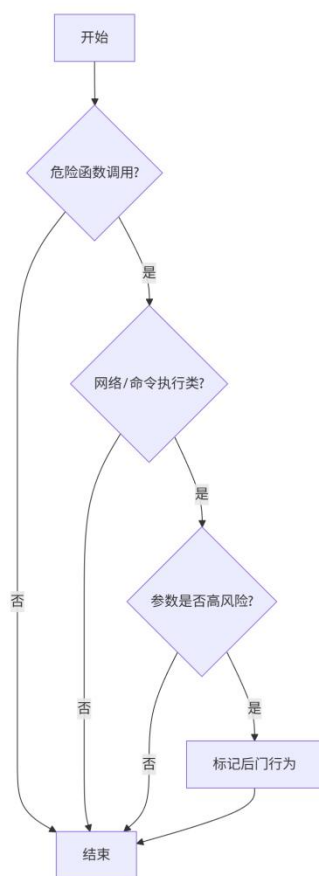 开始
危险函数调用?
是
网络/命令执行类?
是
参数是否高风险?
否
否
否
是
标记后门行为
结束